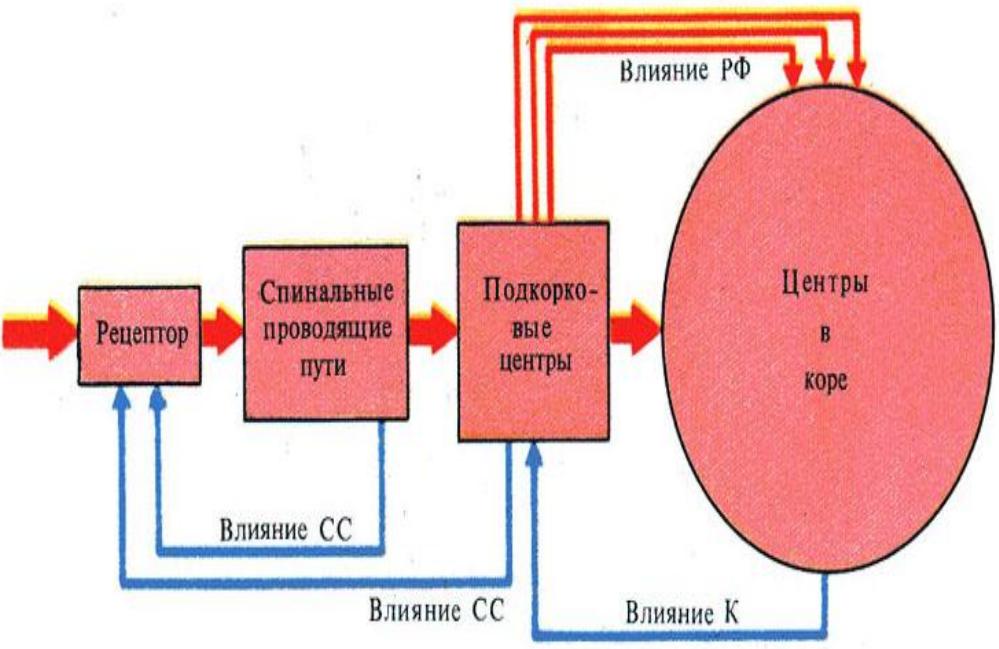 Влияние РФ
Рецептор
Спинальные
проводящие
пути
Подкорко-
вые
центры
Центры
в
коре
Влияние СС
Влияние СС
Влияние К